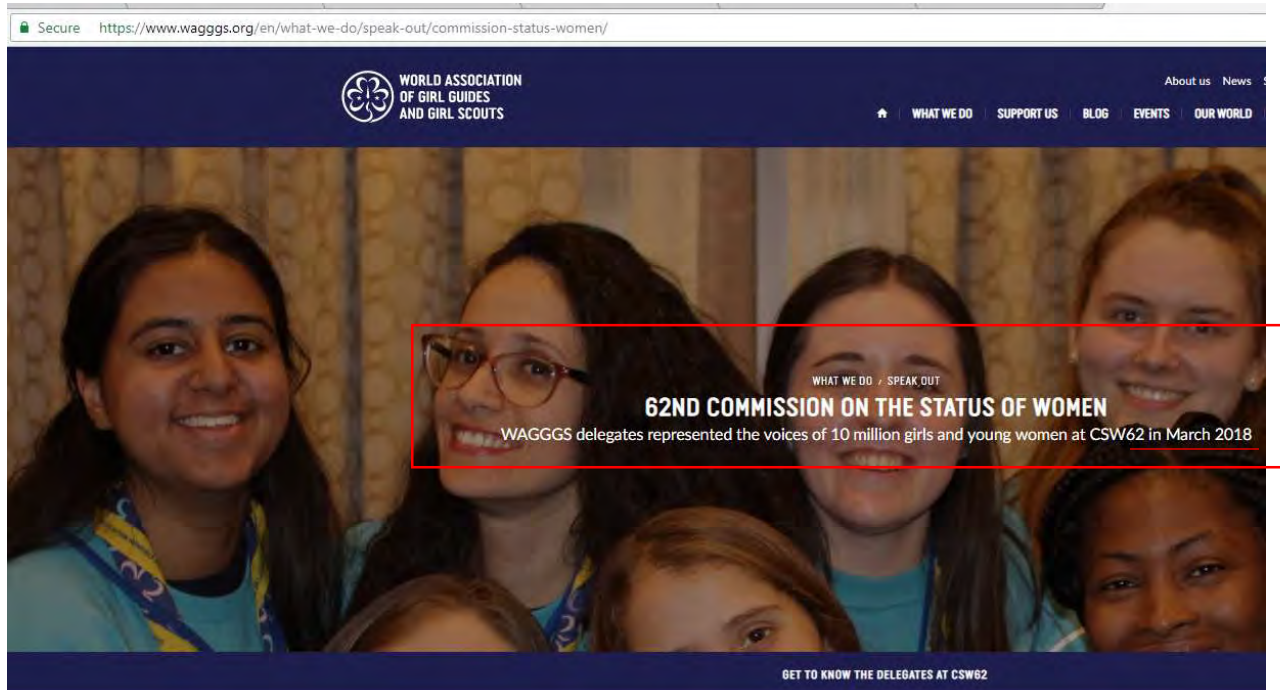 Secure https://www.wagggs.org/en/what-we-do/speak-out/commission-status-women/
WORLD ASSOCIATION
OF GIRL GUIDES
AND GIRL SCOUTS
About us News
WHAT WE DO SUPPORT US BLOG EVENTS OUR WORLD
WHAT WE DO / SPEAK OUT
62ND COMMISSION ON THE STATUS OF WOMEN
WAGGGS delegates represented the voices of 10 million girls and young women at CSW62 in March 2018
GET TO KNOW THE DELEGATES AT CSW62